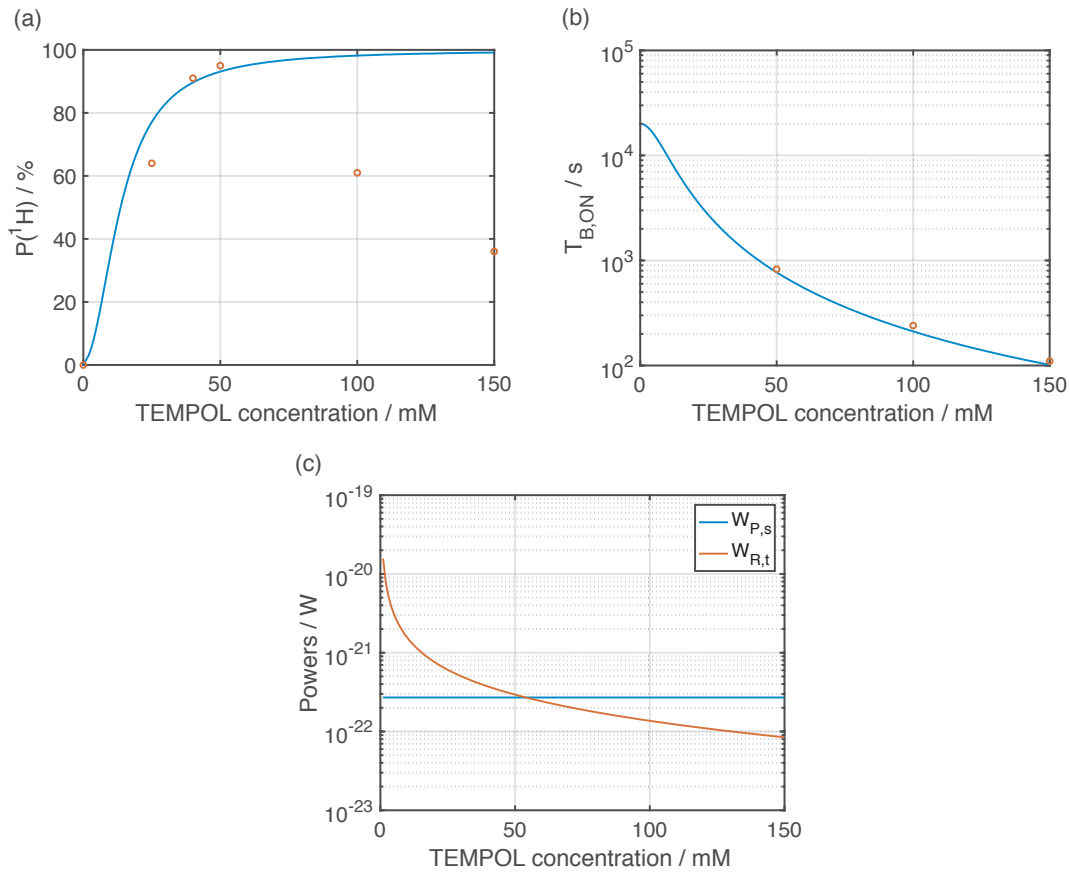 (a)
100
80
60
40
20
0
P(¹H) / %
0 50 100 150
TEMPOL concentration / mM
(b)
10⁵
10⁴
10³
10²
T_B,ON / s
0 50 100 150
TEMPOL concentration / mM
(c)
10⁻¹⁹
10⁻²⁰
10⁻²¹
10⁻²²
10⁻²³
Powers / W
W_P,s
W_R,t
0 50 100 150
TEMPOL concentration / mM